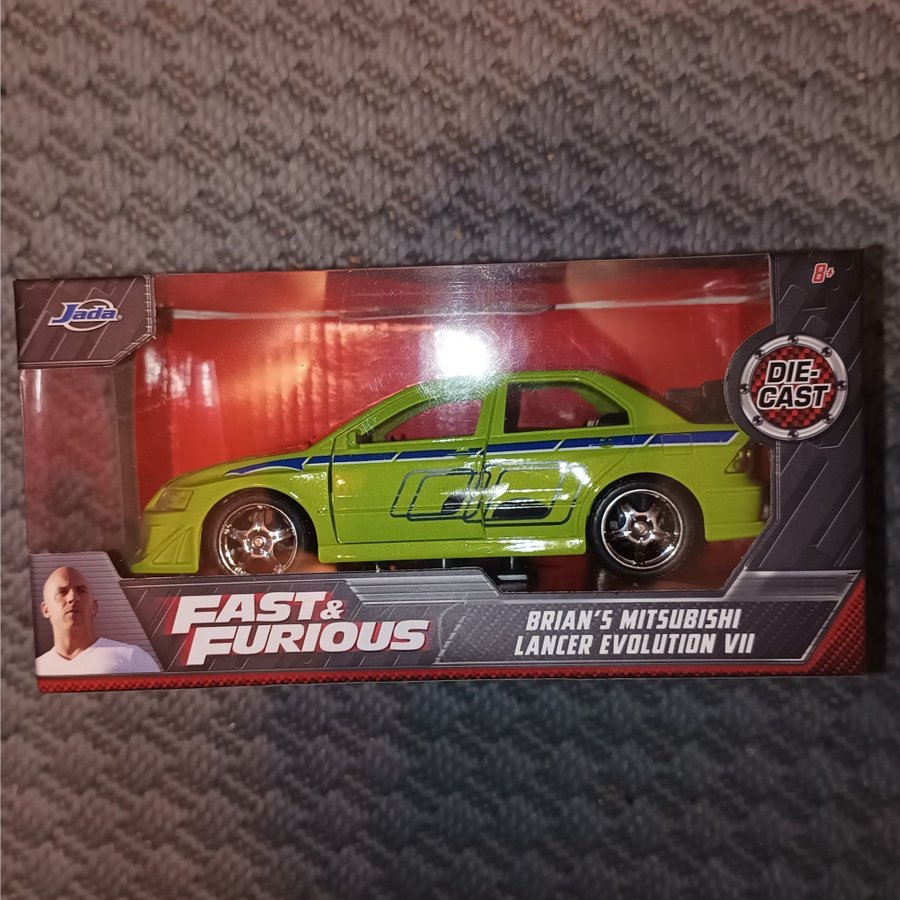 Jada
8+
DIE-
CAST
FAST &
FURIOUS
BRIAN'S MITSUBISHI
LANCER EVOLUTION VII